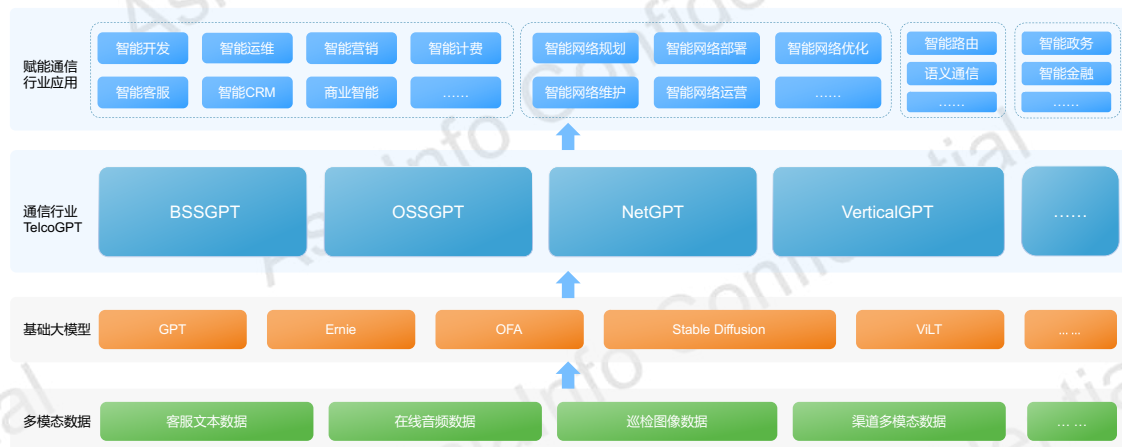 赋能通信
行业应用
智能开发
智能运维
智能营销
智能计费
智能客服
智能CRM
商业智能
……
智能网络规划
智能网络部署
智能网络优化
智能网络维护
智能网络运营
……
智能路由
语义通信
……
智能政务
智能金融
……
通信行业
TelcoGPT
BSSGPT
OSSGPT
NetGPT
VerticalGPT
……
基础大模型
GPT
Ernie
OFA
Stable Diffusion
ViLT
... ...
多模态数据
客服文本数据
在线音频数据
巡检图像数据
渠道多模态数据
... ...